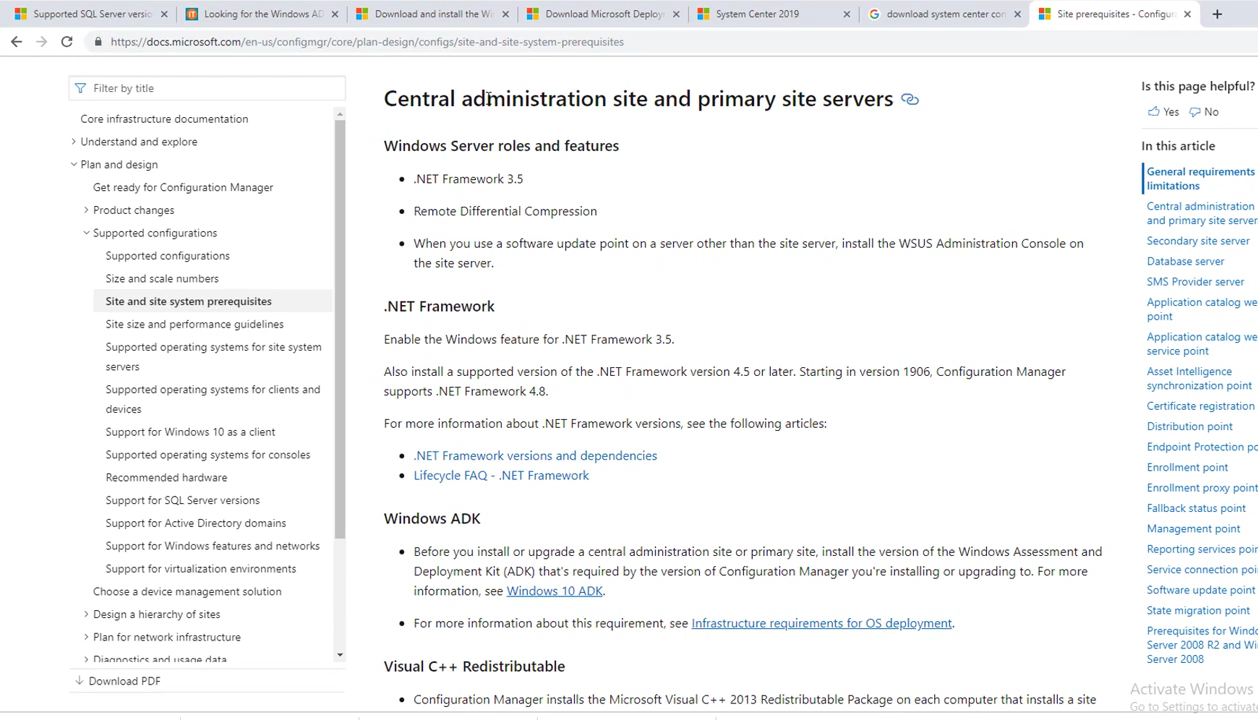 Supported SQL Server versio
Looking for the Windows AD
Download and install the Wi
Download Microsoft Deploy
System Center 2019
download system center con
Site prerequisites - Configur
https://docs.microsoft.com/en-us/configmgr/core/plan-design/configs/site-and-site-system-prerequisites
Filter by title
Core infrastructure documentation
Understand and explore
Plan and design
Get ready for Configuration Manager
Product changes
Supported configurations
Supported configurations
Size and scale numbers
Site and site system prerequisites
Site size and performance guidelines
Supported operating systems for site system
servers
Supported operating systems for clients and
devices
Support for Windows 10 as a client
Supported operating systems for consoles
Recommended hardware
Support for SQL Server versions
Support for Active Directory domains
Support for Windows features and networks
Support for virtualization environments
Choose a device management solution
Design a hierarchy of sites
Plan for network infrastructure
Diagnostics and usage data
Download PDF
Central administration site and primary site servers
Windows Server roles and features
.NET Framework 3.5
Remote Differential Compression
When you use a software update point on a server other than the site server, install the WSUS Administration Console on
the site server.
.NET Framework
Enable the Windows feature for .NET Framework 3.5.
Also install a supported version of the .NET Framework version 4.5 or later. Starting in version 1906, Configuration Manager
supports .NET Framework 4.8.
For more information about .NET Framework versions, see the following articles:
.NET Framework versions and dependencies
Lifecycle FAQ - .NET Framework
Windows ADK
Before you install or upgrade a central administration site or primary site, install the version of the Windows Assessment and
Deployment Kit (ADK) that's required by the version of Configuration Manager you're installing or upgrading to. For more
information, see Windows 10 ADK.
For more information about this requirement, see Infrastructure requirements for OS deployment.
Visual C++ Redistributable
Configuration Manager installs the Microsoft Visual C++ 2013 Redistributable Package on each computer that installs a site
Is this page helpful?
Yes No
In this article
General requirements
limitations
Central administration
and primary site server
Secondary site server
Database server
SMS Provider server
Application catalog we
point
Application catalog we
service point
Asset Intelligence
synchronization point
Certificate registration
Distribution point
Endpoint Protection po
Enrollment point
Enrollment proxy point
Fallback status point
Management point
Reporting services poin
Service connection poi
Software update point
State migration point
Prerequisites for Windo
Server 2008 R2 and Wi
Server 2008
Activate Windows
Go to Settings to activat